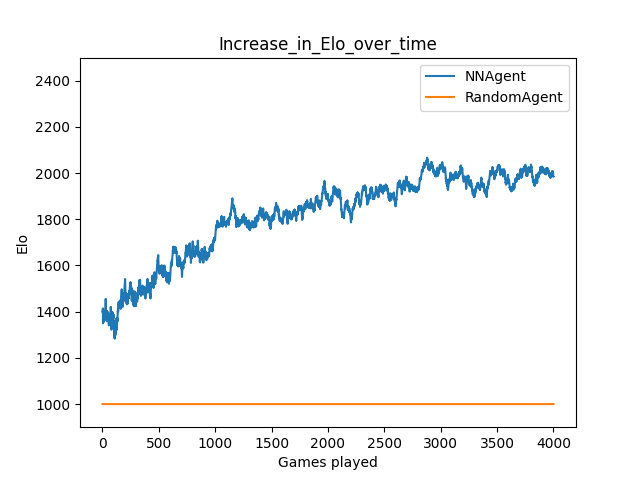 Increase_in_Elo_over_time
NNAgent
RandomAgent
2400
2200
2000
1800
1600
1400
1200
1000
Elo
0 500 1000 1500 2000 2500 3000 3500 4000
Games played